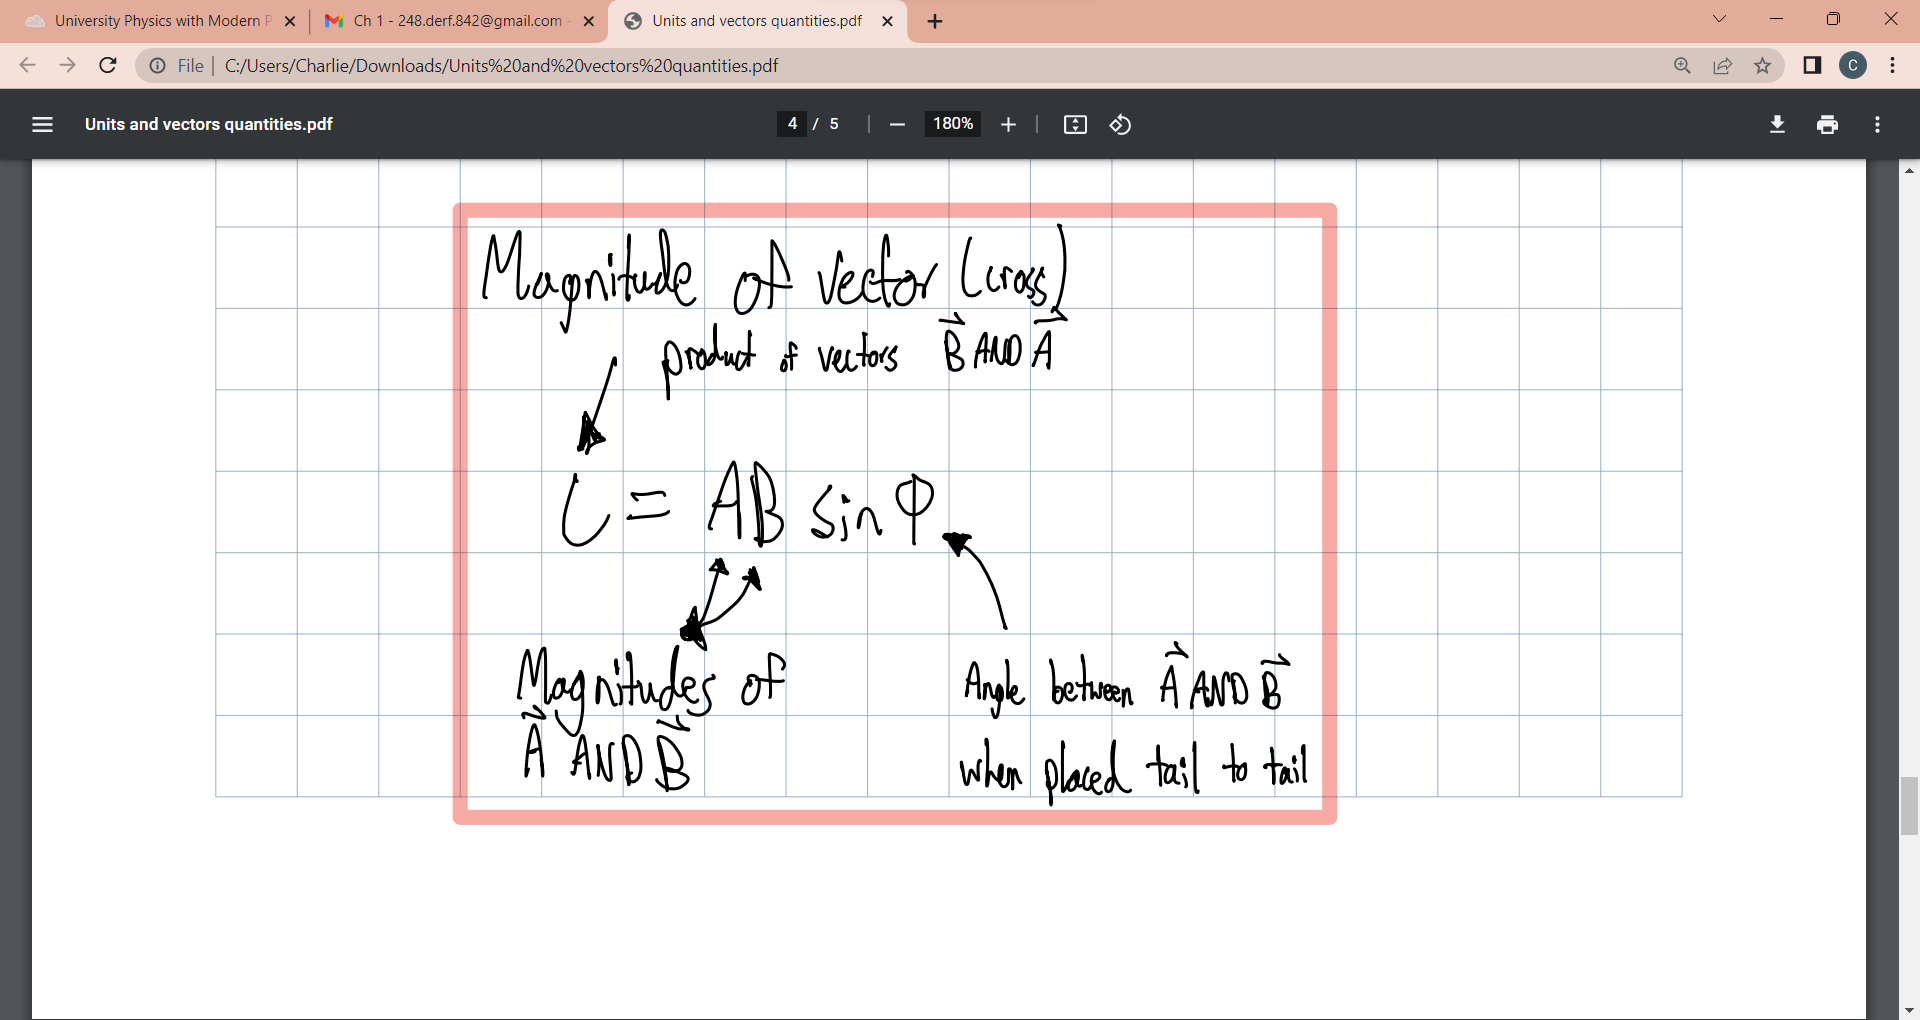 University Physics with Modern P
Ch 1 - 248.derf.842@gmail.com -
Units and vectors quantities.pdf
File | C:/Users/Charlie/Downloads/Units%20and%20vectors%20quantities.pdf
C
Units and vectors quantities.pdf
4 / 5
180%
Magnitude of vector (cross)
product of vectors B⃗ AND A⃗
C = AB sin φ
Magnitudes of
A⃗ AND B⃗
Angle between A⃗ AND B⃗
when placed tail to tail